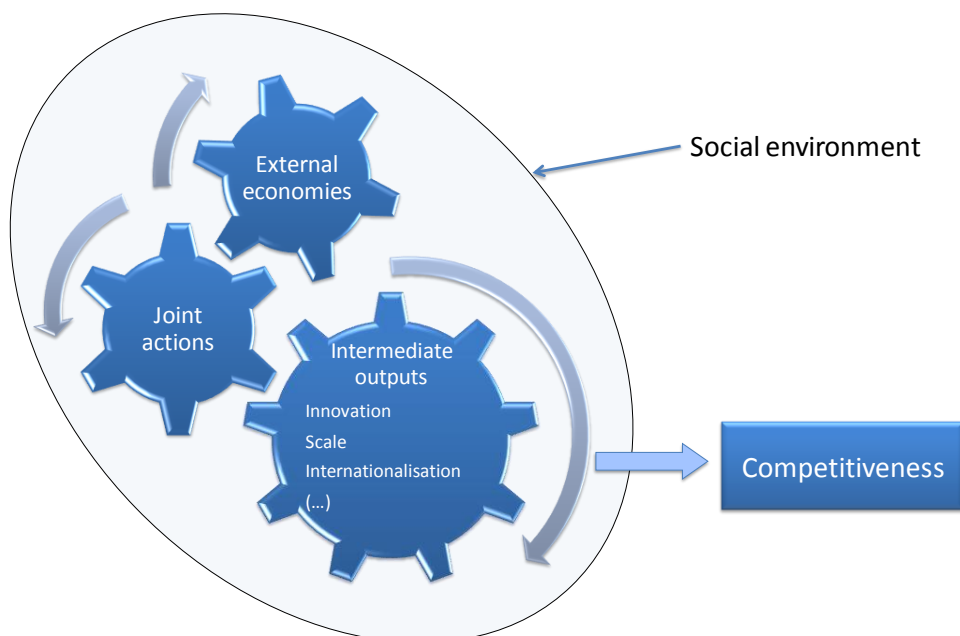 External
economies
Social environment
Joint
actions
Intermediate
outputs
Innovation
Scale
Internationalisation
(...)
Competitiveness